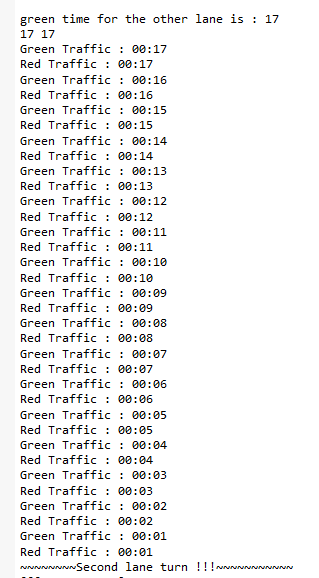 green time for the other lane is : 17
17 17
Green Traffic : 00:17
Red Traffic : 00:17
Green Traffic : 00:16
Red Traffic : 00:16
Green Traffic : 00:15
Red Traffic : 00:15
Green Traffic : 00:14
Red Traffic : 00:14
Green Traffic : 00:13
Red Traffic : 00:13
Green Traffic : 00:12
Red Traffic : 00:12
Green Traffic : 00:11
Red Traffic : 00:11
Green Traffic : 00:10
Red Traffic : 00:10
Green Traffic : 00:09
Red Traffic : 00:09
Green Traffic : 00:08
Red Traffic : 00:08
Green Traffic : 00:07
Red Traffic : 00:07
Green Traffic : 00:06
Red Traffic : 00:06
Green Traffic : 00:05
Red Traffic : 00:05
Green Traffic : 00:04
Red Traffic : 00:04
Green Traffic : 00:03
Red Traffic : 00:03
Green Traffic : 00:02
Red Traffic : 00:02
Green Traffic : 00:01
Red Traffic : 00:01
~~~~~~~~Second lane turn !!!~~~~~~~~~~~